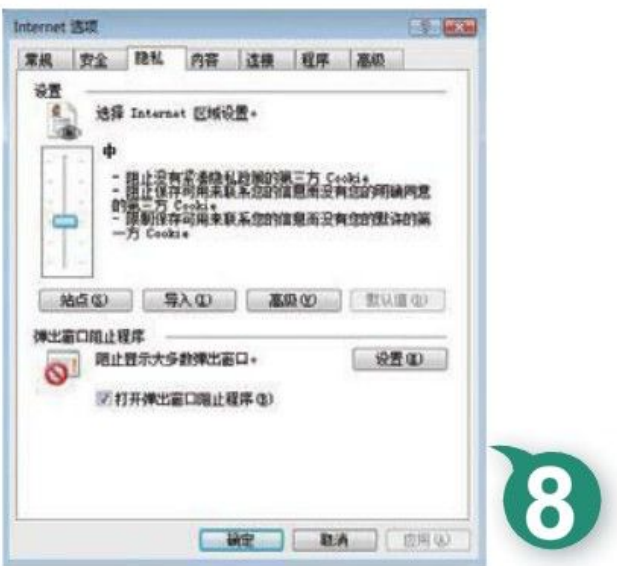 Internet 选项
常规 安全 隐私 内容 连接 程序 高级
设置
选择 Internet 区域设置。
中
- 阻止没有紧凑隐私政策的第三方 Cookie
- 阻止保存可用来联系您的信息而没有您的明确同意
的第三方 Cookie
- 限制保存可用来联系您的信息而没有您的默许的第
一方 Cookie
站点(S) 导入(I) 高级(V) 默认值(D)
弹出窗口阻止程序
阻止显示大多数弹出窗口。
设置(E)
打开弹出窗口阻止程序(B)
8
确定 取消 应用(A)